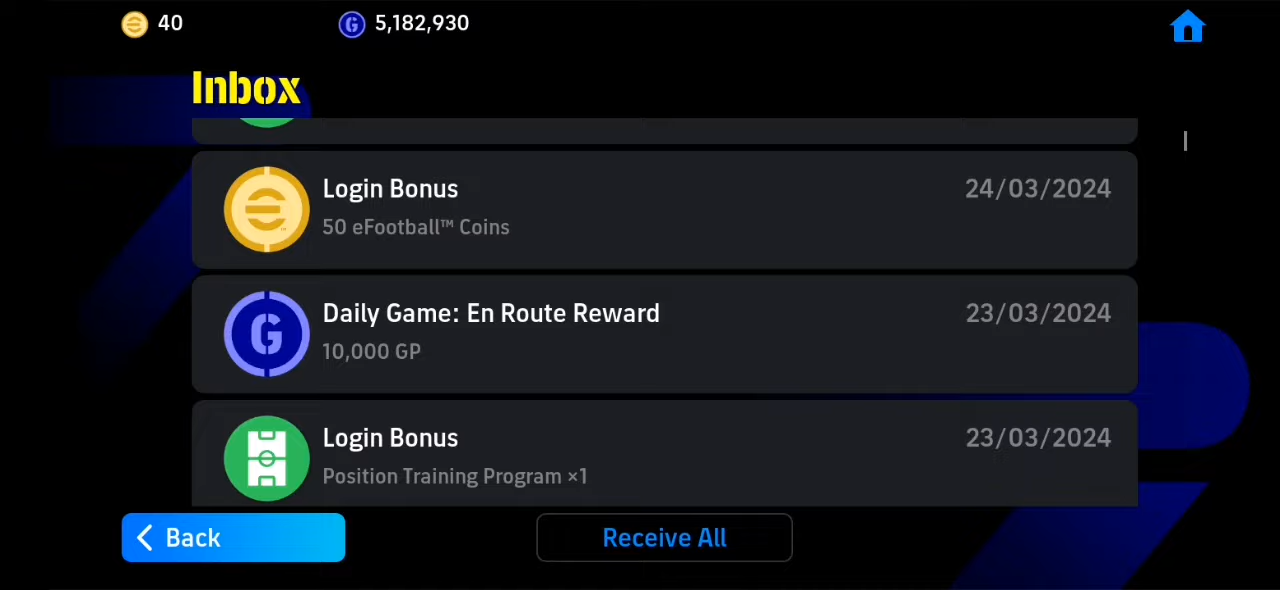 40
5,182,930
Inbox
Login Bonus
24/03/2024
50 eFootball™ Coins
Daily Game: En Route Reward
23/03/2024
10,000 GP
Login Bonus
23/03/2024
Position Training Program ×1
Back
Receive All